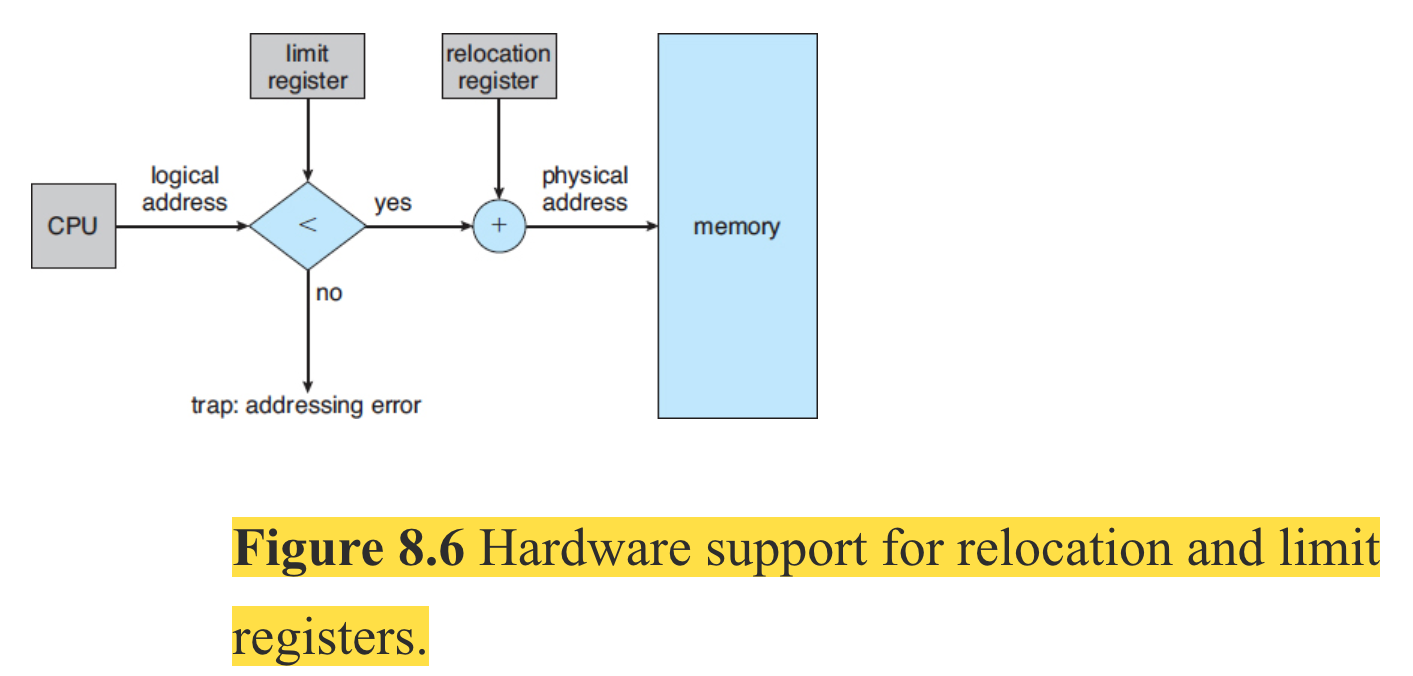 limit
register
relocation
register
logical
address
physical
address
CPU
<
yes
+
memory
no
trap: addressing error
Figure 8.6 Hardware support for relocation and limit
registers.